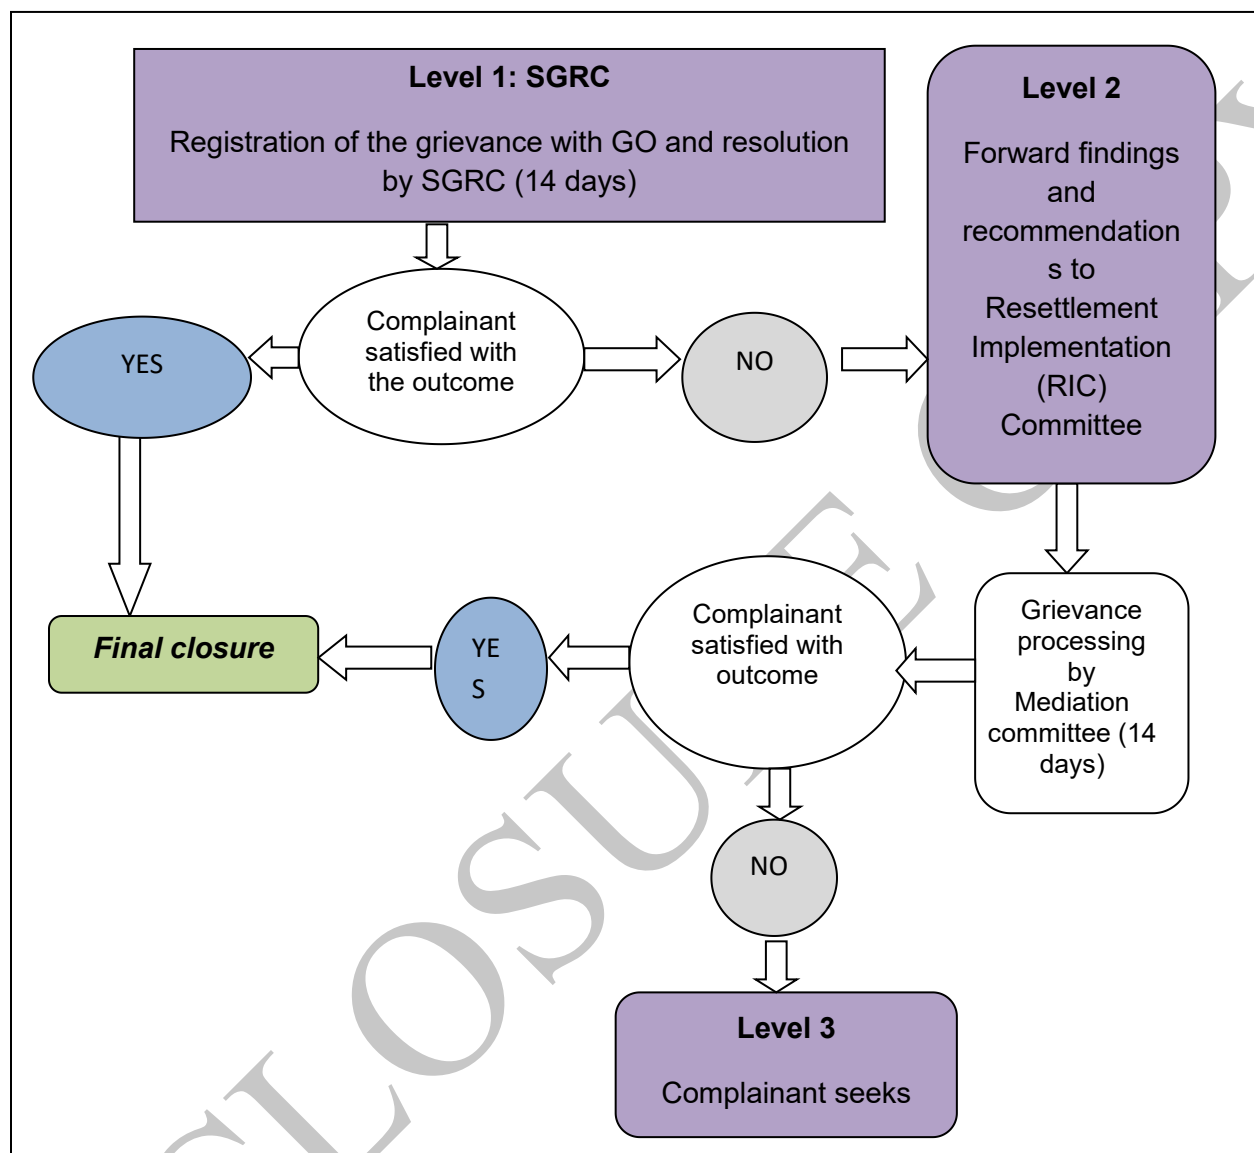 Level 1: SGRC
Registration of the grievance with GO and resolution
by SGRC (14 days)
Level 2
Forward findings
and
recommendation
s to
Resettlement
Implementation
(RIC)
Committee
Complainant
satisfied with
the outcome
YES
NO
Grievance
processing
by
Mediation
committee (14
days)
Complainant
satisfied with
outcome
YE
S
Final closure
NO
Level 3
Complainant seeks
CLOSURE